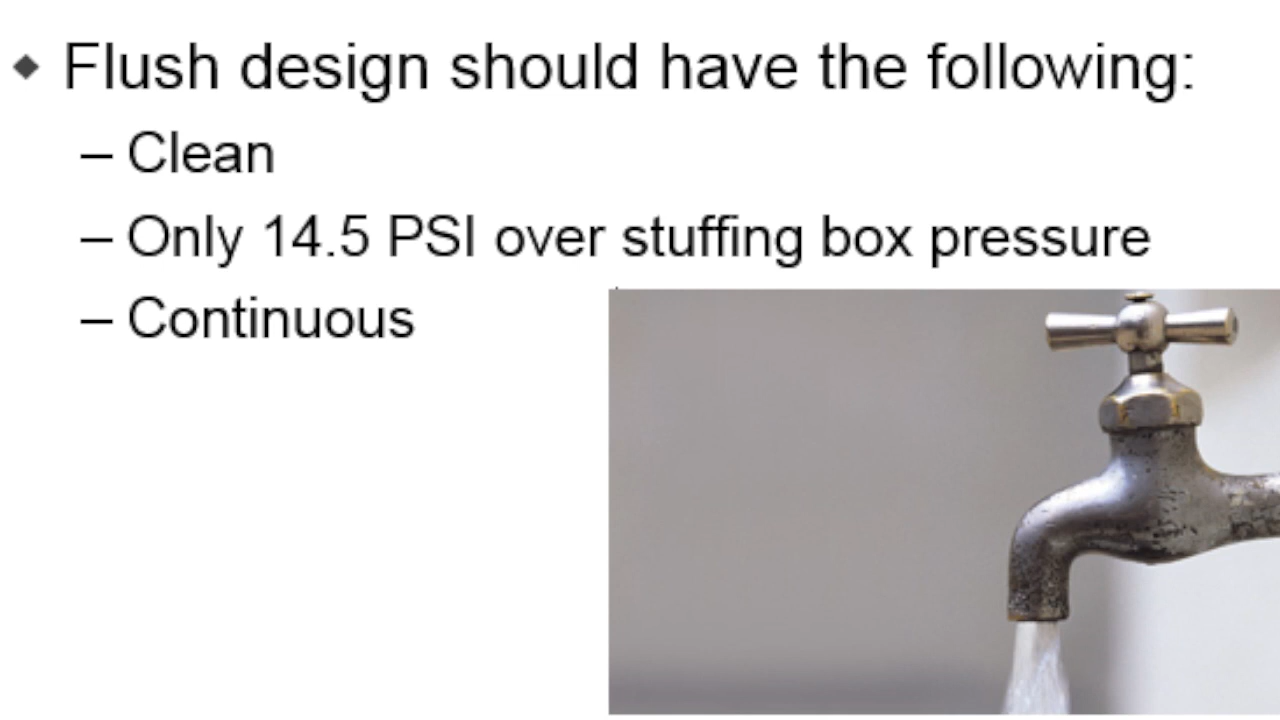 ◆ Flush design should have the following:
– Clean
– Only 14.5 PSI over stuffing box pressure
– Continuous